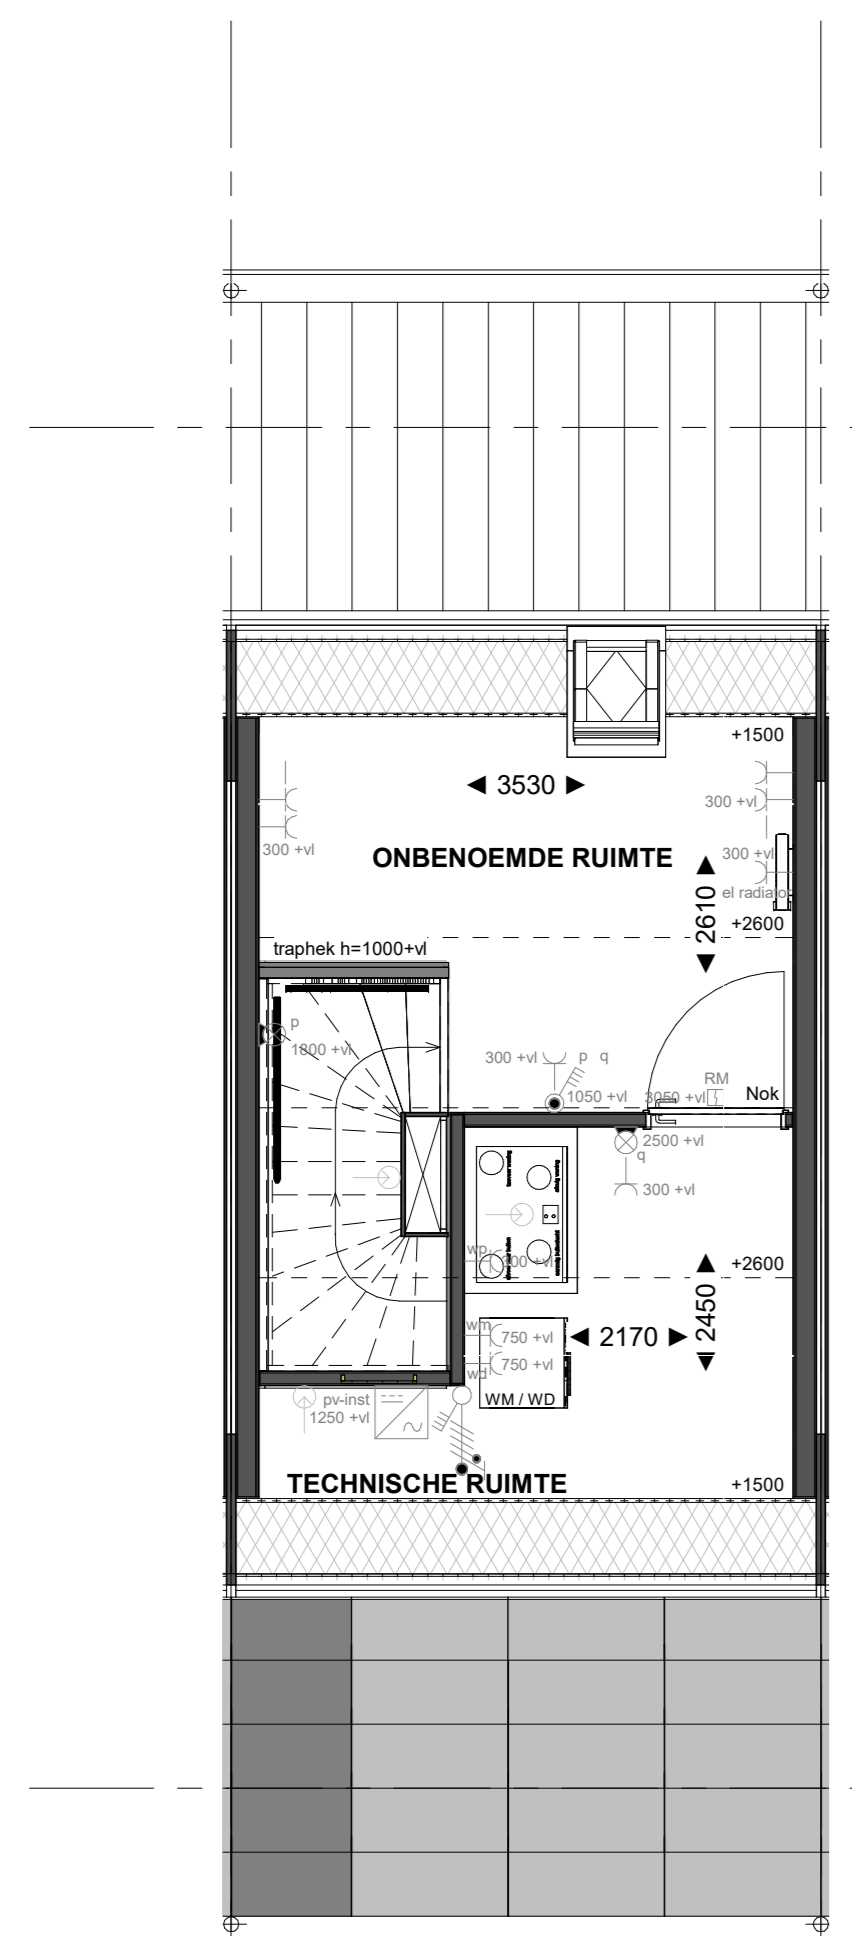 +1500
3530
300 +vl
300 +vl
300 +vl
ONBENOEMDE RUIMTE
el radiator
2610
+2600
traphek h=1000+vl
p
1800 +vl
300 +vl
p q
1050 +vl
RM
3050 +vl
Nok
2500 +vl
q
300 +vl
wp
300 +vl
+2600
2450
wm
750 +vl
2170
750 +vl
wd
WM / WD
pv-inst
1250 +vl
TECHNISCHE RUIMTE
+1500